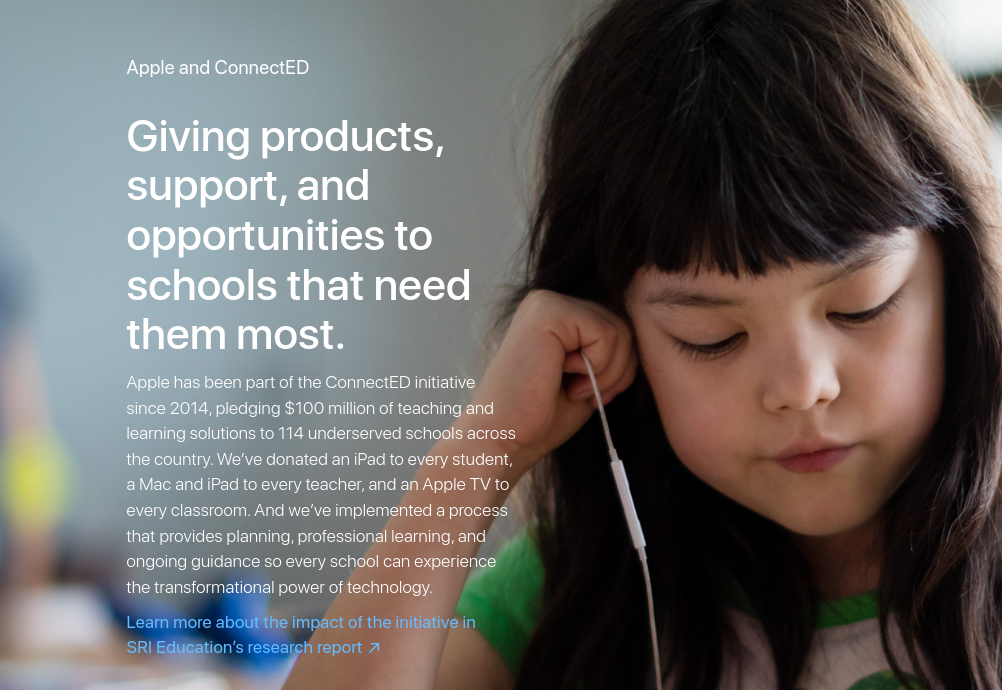 Apple and ConnectED
Giving products,
support, and
opportunities to
schools that need
them most.
Apple has been part of the ConnectED initiative
since 2014, pledging $100 million of teaching and
learning solutions to 114 underserved schools across
the country. We’ve donated an iPad to every student,
a Mac and iPad to every teacher, and an Apple TV to
every classroom. And we’ve implemented a process
that provides planning, professional learning, and
ongoing guidance so every school can experience
the transformational power of technology.
Learn more about the impact of the initiative in
SRI Education’s research report ↗